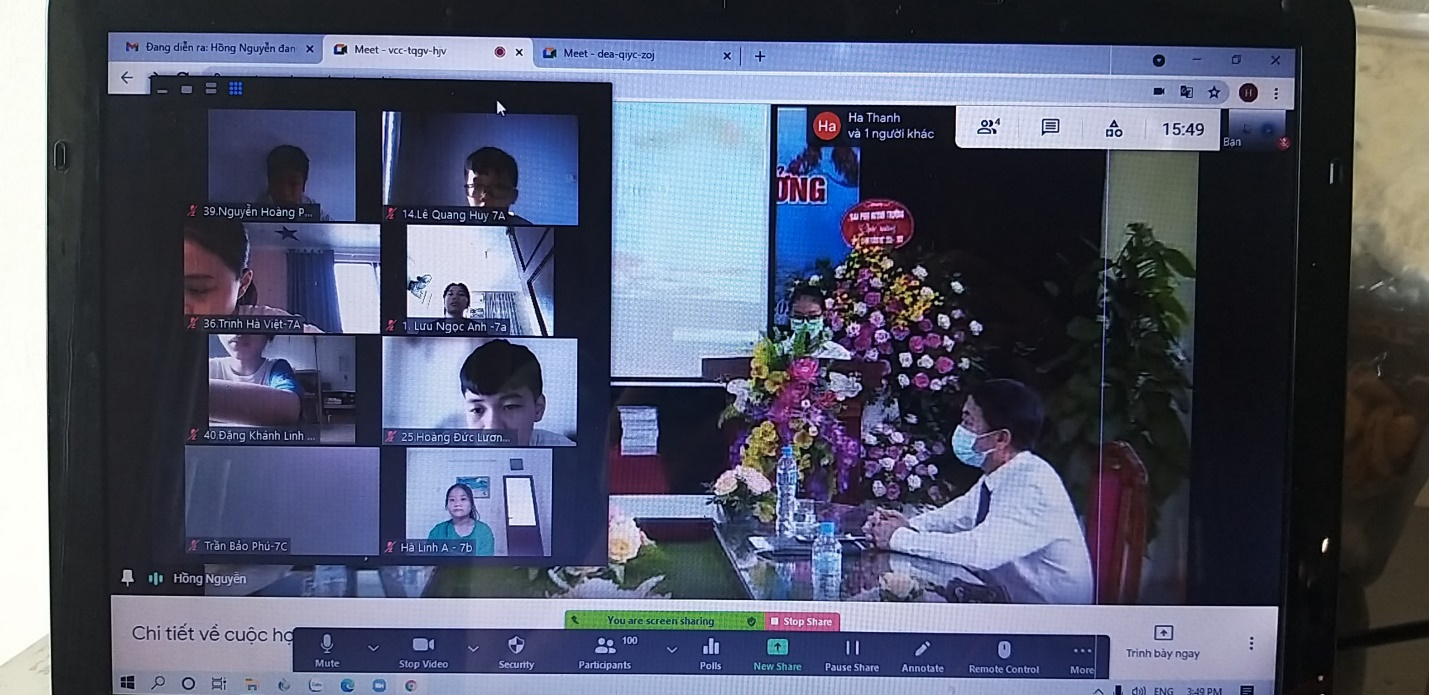 Đang diễn ra: Hồng Nguyễn đan
Meet - vcc-tqgv-hjv
Meet - dea-qiyc-zoj
H
Ha
Ha Thanh
và 1 người khác
4
15:49
Bạn
ƯƠNG
39.Nguyễn Hoàng P...
14.Lê Quang Huy 7A
36.Trịnh Hà Việt-7A
1. Lưu Ngọc Anh -7a
40.Đặng Khánh Linh ...
25.Hoàng Đức Lươn...
Trần Bảo Phú-7C
Hà Linh A - 7b
Hồng Nguyễn
You are screen sharing
Stop Share
Chi tiết về cuộc họ
Mute
Stop Video
Security
Participants
100
Polls
New Share
Pause Share
Annotate
Remote Control
More
Trình bày ngay
ENG
3:49 PM